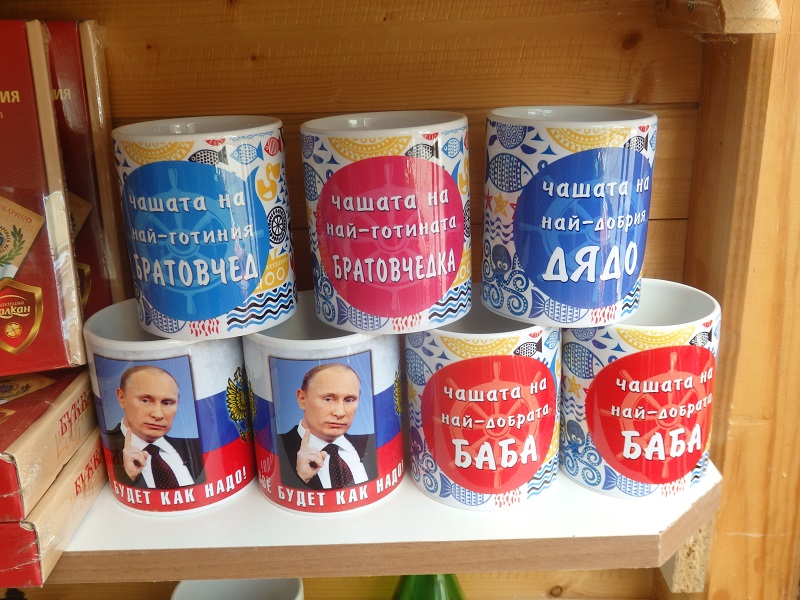 чашата на
най-готиния
БРАТОВЧЕД
чашата на
най-готината
БРАТОВЧЕДКА
чашата на
най-добрия
ДЯДО
БУДЕТ КАК НАДО!
БУДЕТ КАК НАДО!
чашата на
най-добрата
БАБА
чашата на
най-добрата
БАБА